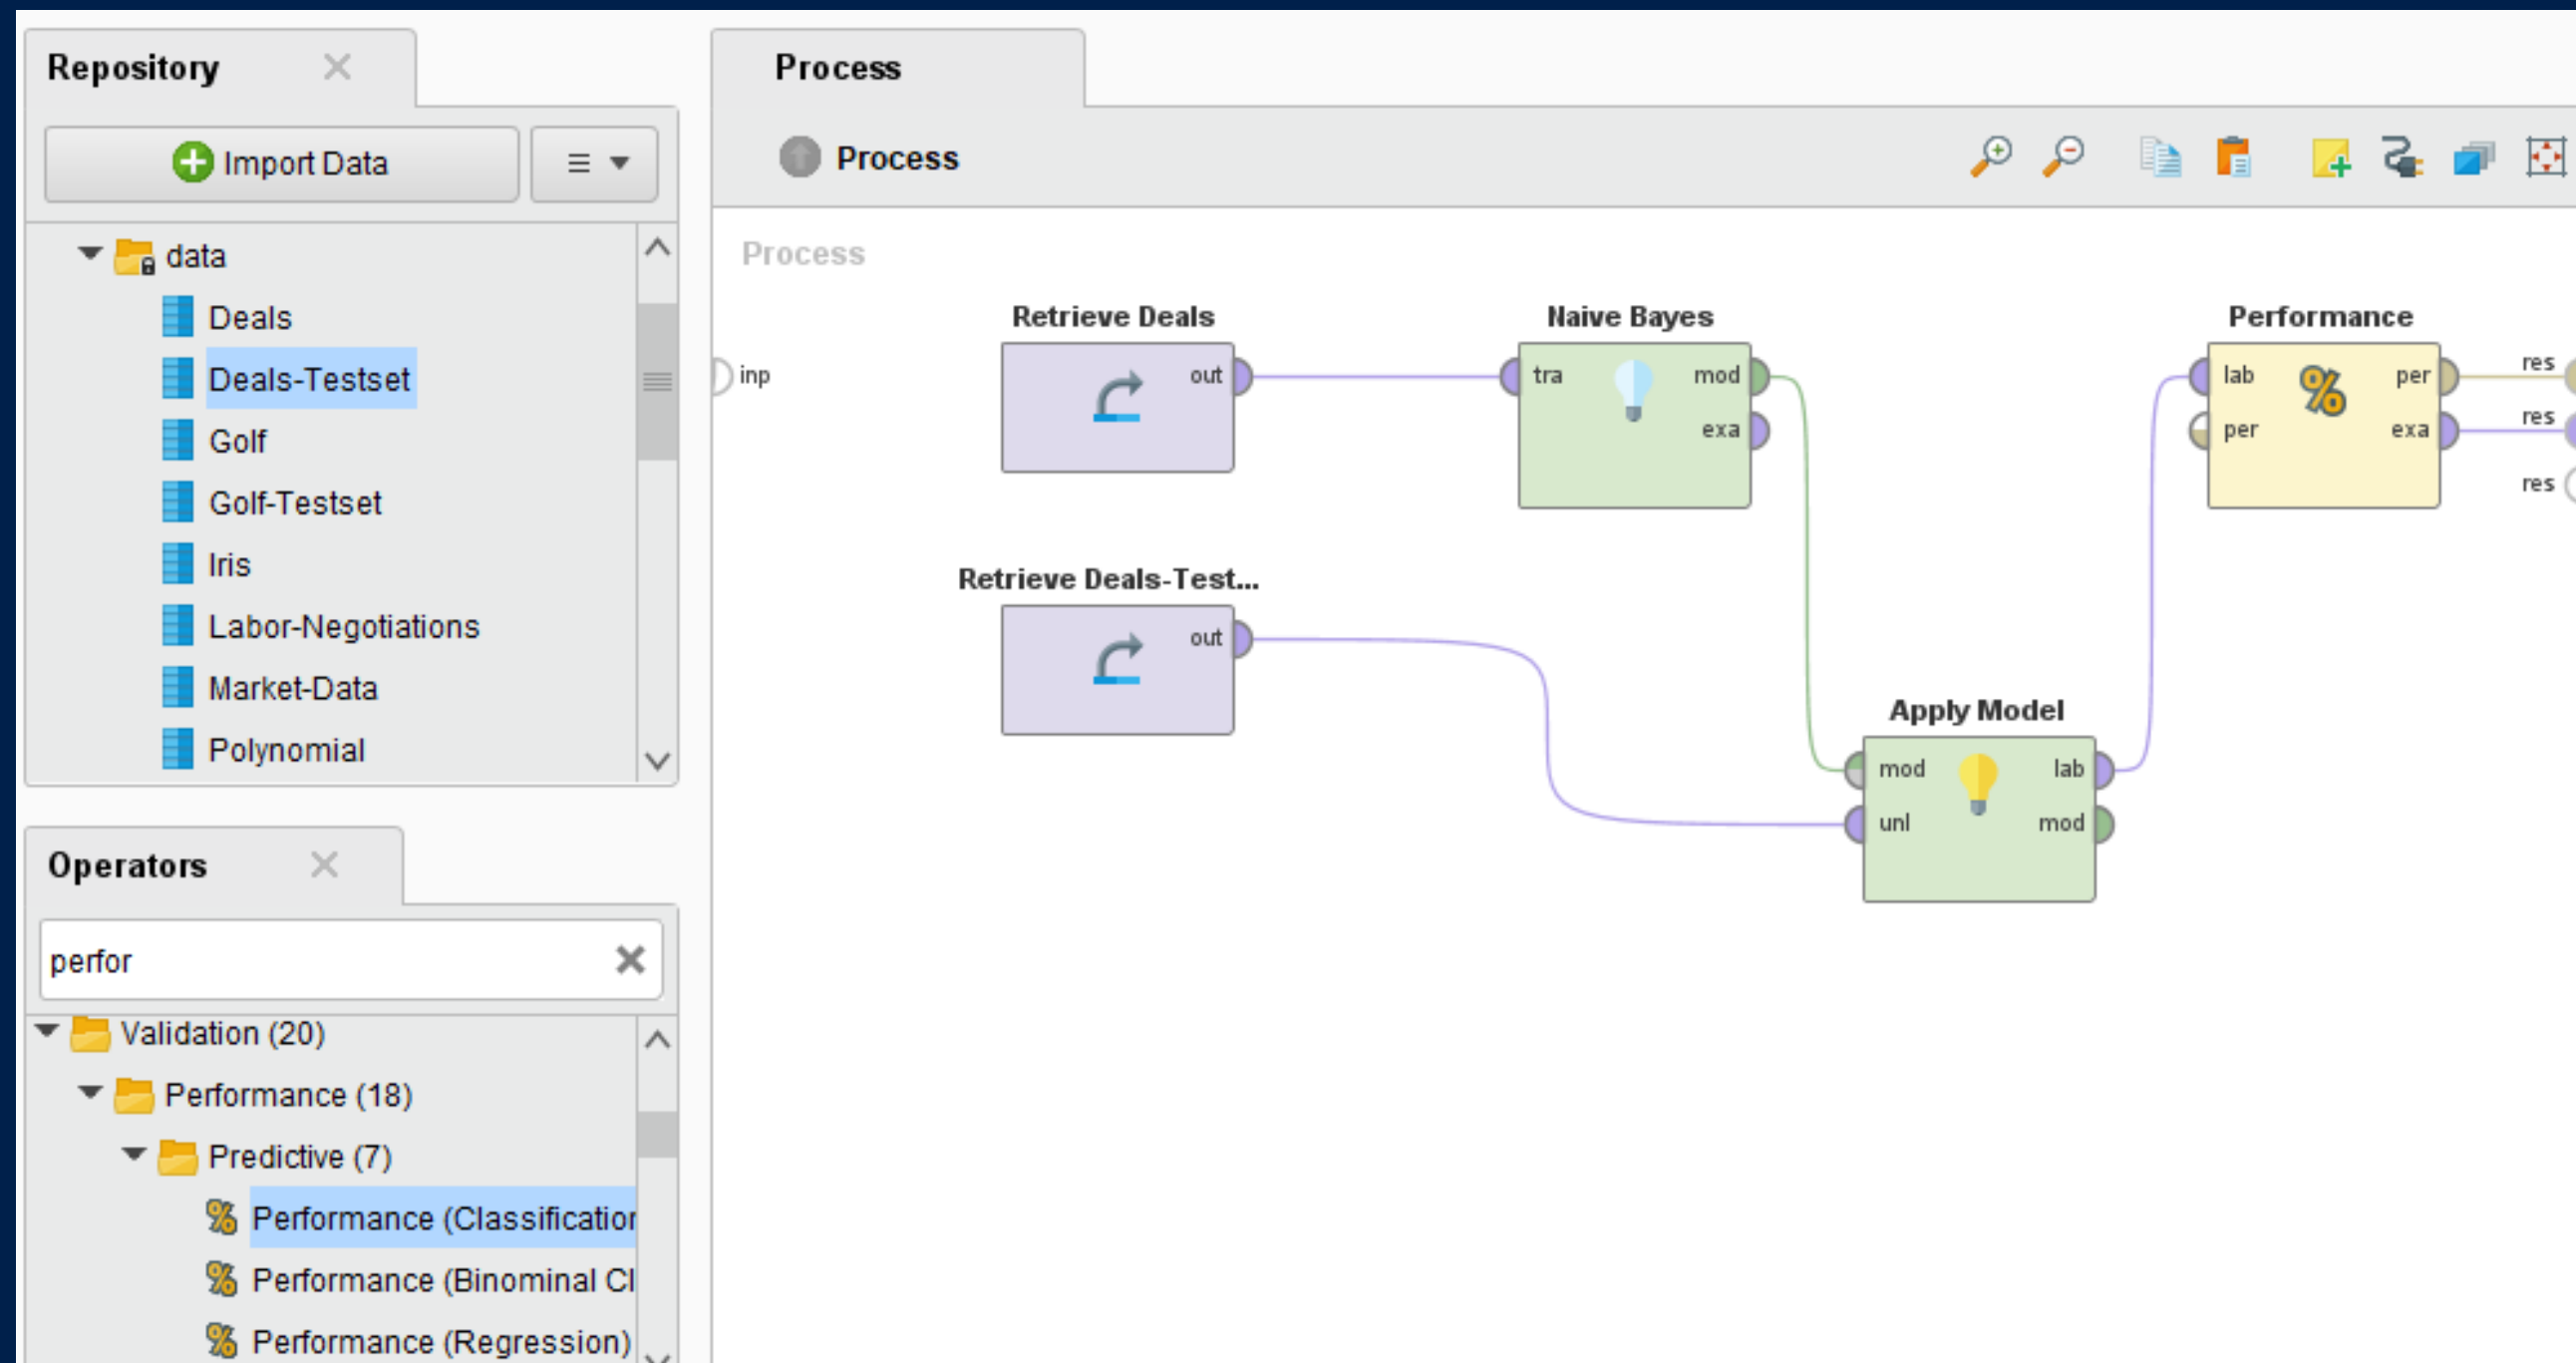 Repository
Import Data
data
Deals
Deals-Testset
Golf
Golf-Testset
Iris
Labor-Negotiations
Market-Data
Polynomial
Operators
perfor
Validation (20)
Performance (18)
Predictive (7)
Performance (Classification
Performance (Binominal Cl
Performance (Regression)
Process
Process
Process
inp
Retrieve Deals
out
Naive Bayes
tra
mod
exa
Performance
lab
per
per
exa
res
res
res
Retrieve Deals-Test...
out
Apply Model
mod
lab
unl
mod